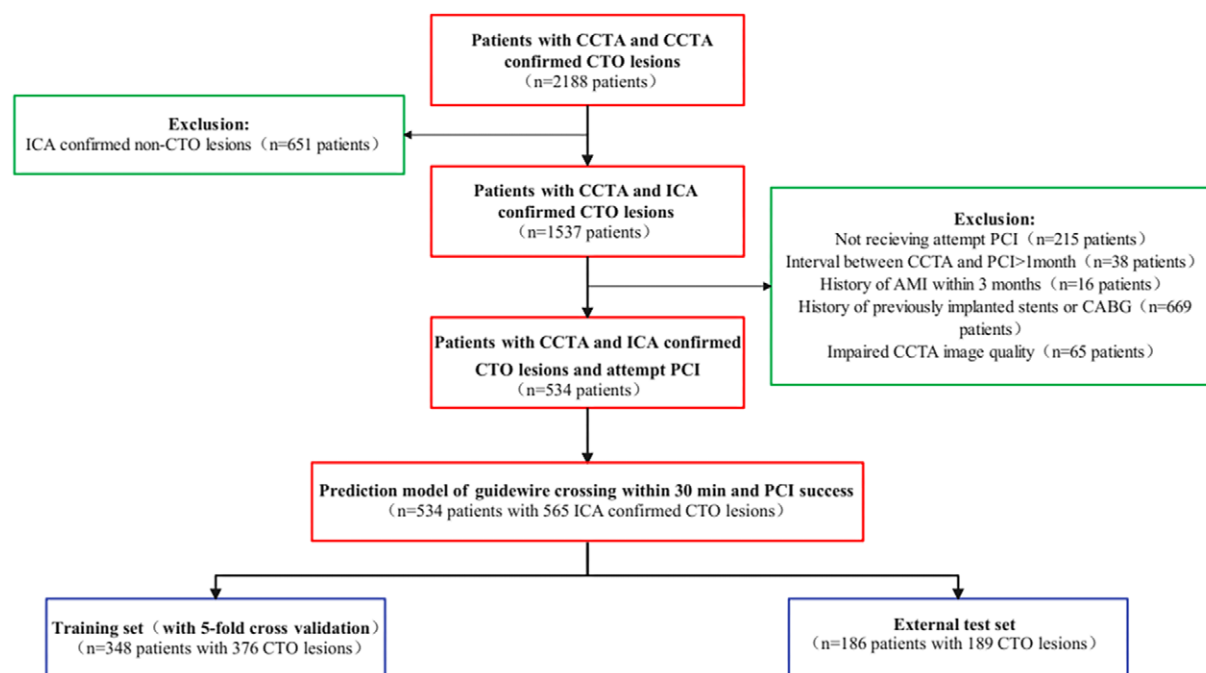 Patients with CCTA and CCTA
confirmed CTO lesions
（n=2188 patients）
Exclusion:
ICA confirmed non-CTO lesions（n=651 patients）
Patients with CCTA and ICA
confirmed CTO lesions
（n=1537 patients）
Exclusion:
Not recieving attempt PCI（n=215 patients）
Interval between CCTA and PCI>1month（n=38 patients）
History of AMI within 3 months（n=16 patients）
History of previously implanted stents or CABG（n=669
patients）
Impaired CCTA image quality（n=65 patients）
Patients with CCTA and ICA confirmed
CTO lesions and attempt PCI
（n=534 patients）
Prediction model of guidewire crossing within 30 min and PCI success
（n=534 patients with 565 ICA confirmed CTO lesions）
Training set（with 5-fold cross validation）
（n=348 patients with 376 CTO lesions）
External test set
（n=186 patients with 189 CTO lesions）